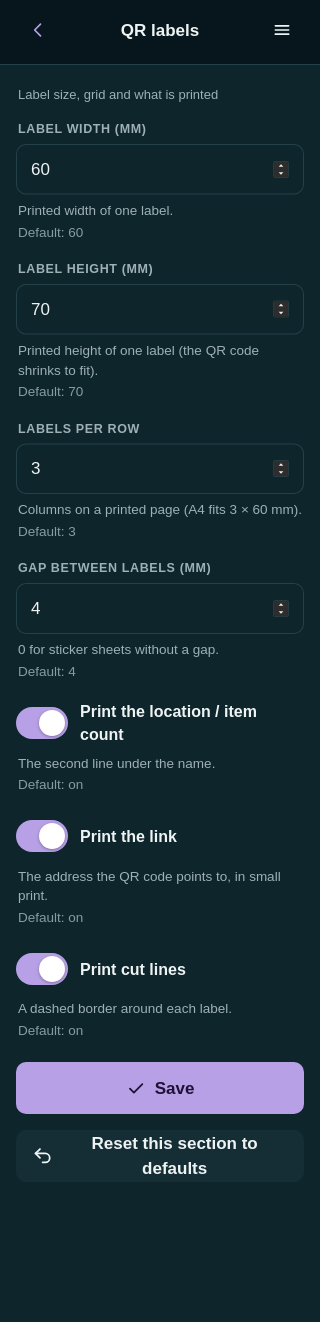 QR labels
Label size, grid and what is printed
LABEL WIDTH (MM)
60
Printed width of one label.
Default: 60
LABEL HEIGHT (MM)
70
Printed height of one label (the QR code
shrinks to fit).
Default: 70
LABELS PER ROW
3
Columns on a printed page (A4 fits 3 × 60 mm).
Default: 3
GAP BETWEEN LABELS (MM)
4
0 for sticker sheets without a gap.
Default: 4
Print the location / item
count
The second line under the name.
Default: on
Print the link
The address the QR code points to, in small
print.
Default: on
Print cut lines
A dashed border around each label.
Default: on
Save
Reset this section to
defaults